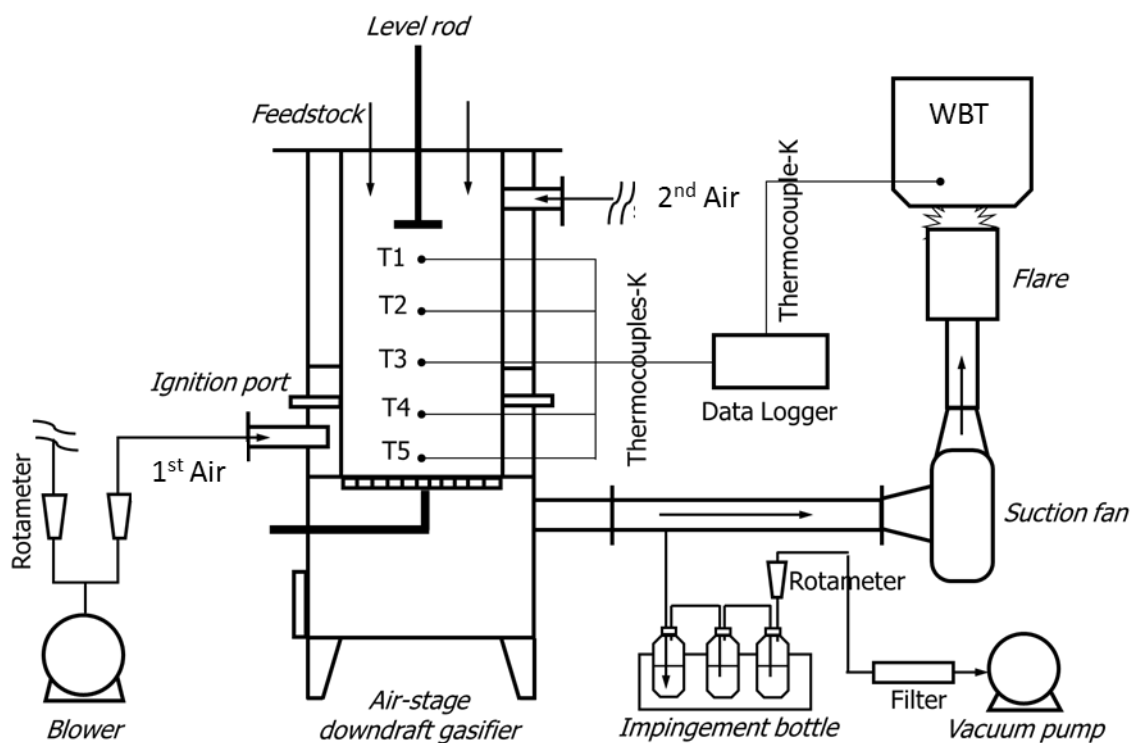 Level rod
Feedstock
WBT
Thermocouple-K
2nd Air
T1
T2
T3
T4
T5
Thermocouples-K
Flare
Ignition port
Data Logger
1st Air
Rotameter
Suction fan
Rotameter
Blower
Air-stage
downdraft gasifier
Impingement bottle
Filter
Vacuum pump